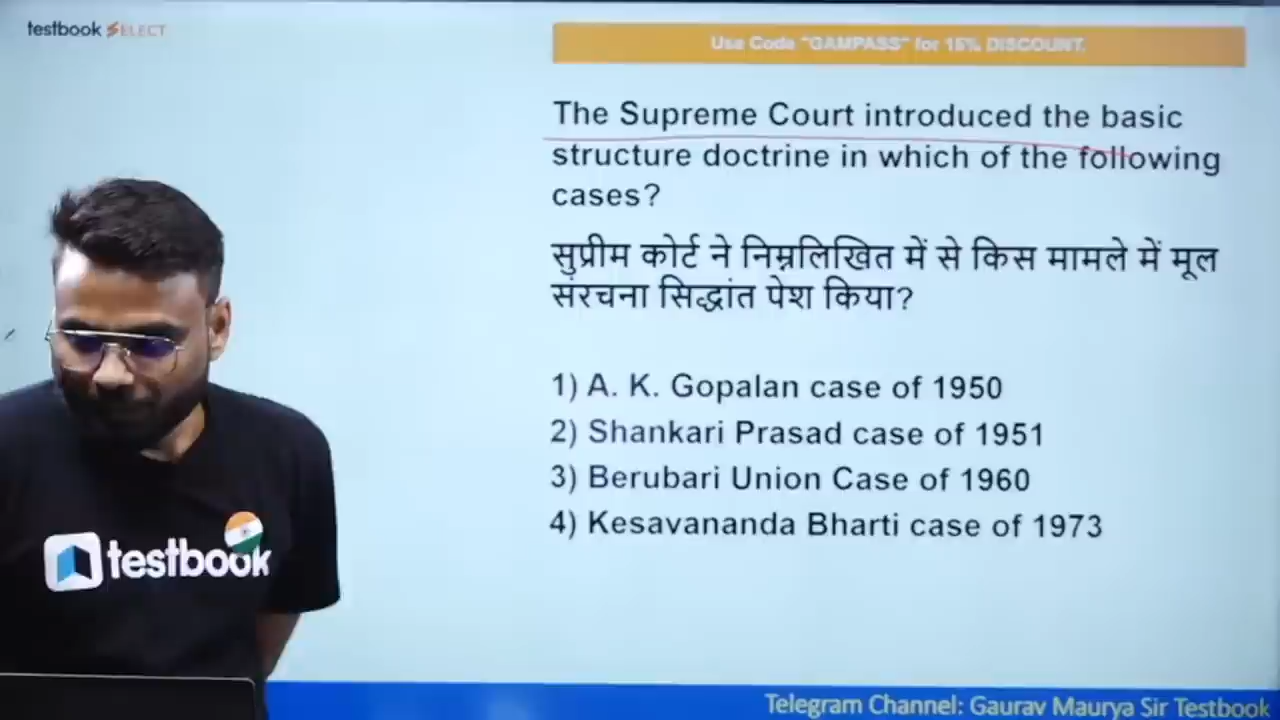 testbook SELECT
Use Code "GAMPASS" for 15% DISCOUNT.
The Supreme Court introduced the basic
structure doctrine in which of the following
cases?
सुप्रीम कोर्ट ने निम्नलिखित में से किस मामले में मूल
संरचना सिद्धांत पेश किया?
1) A. K. Gopalan case of 1950
2) Shankari Prasad case of 1951
3) Berubari Union Case of 1960
4) Kesavananda Bharti case of 1973
testbook
Telegram Channel: Gaurav Maurya Sir Testbook